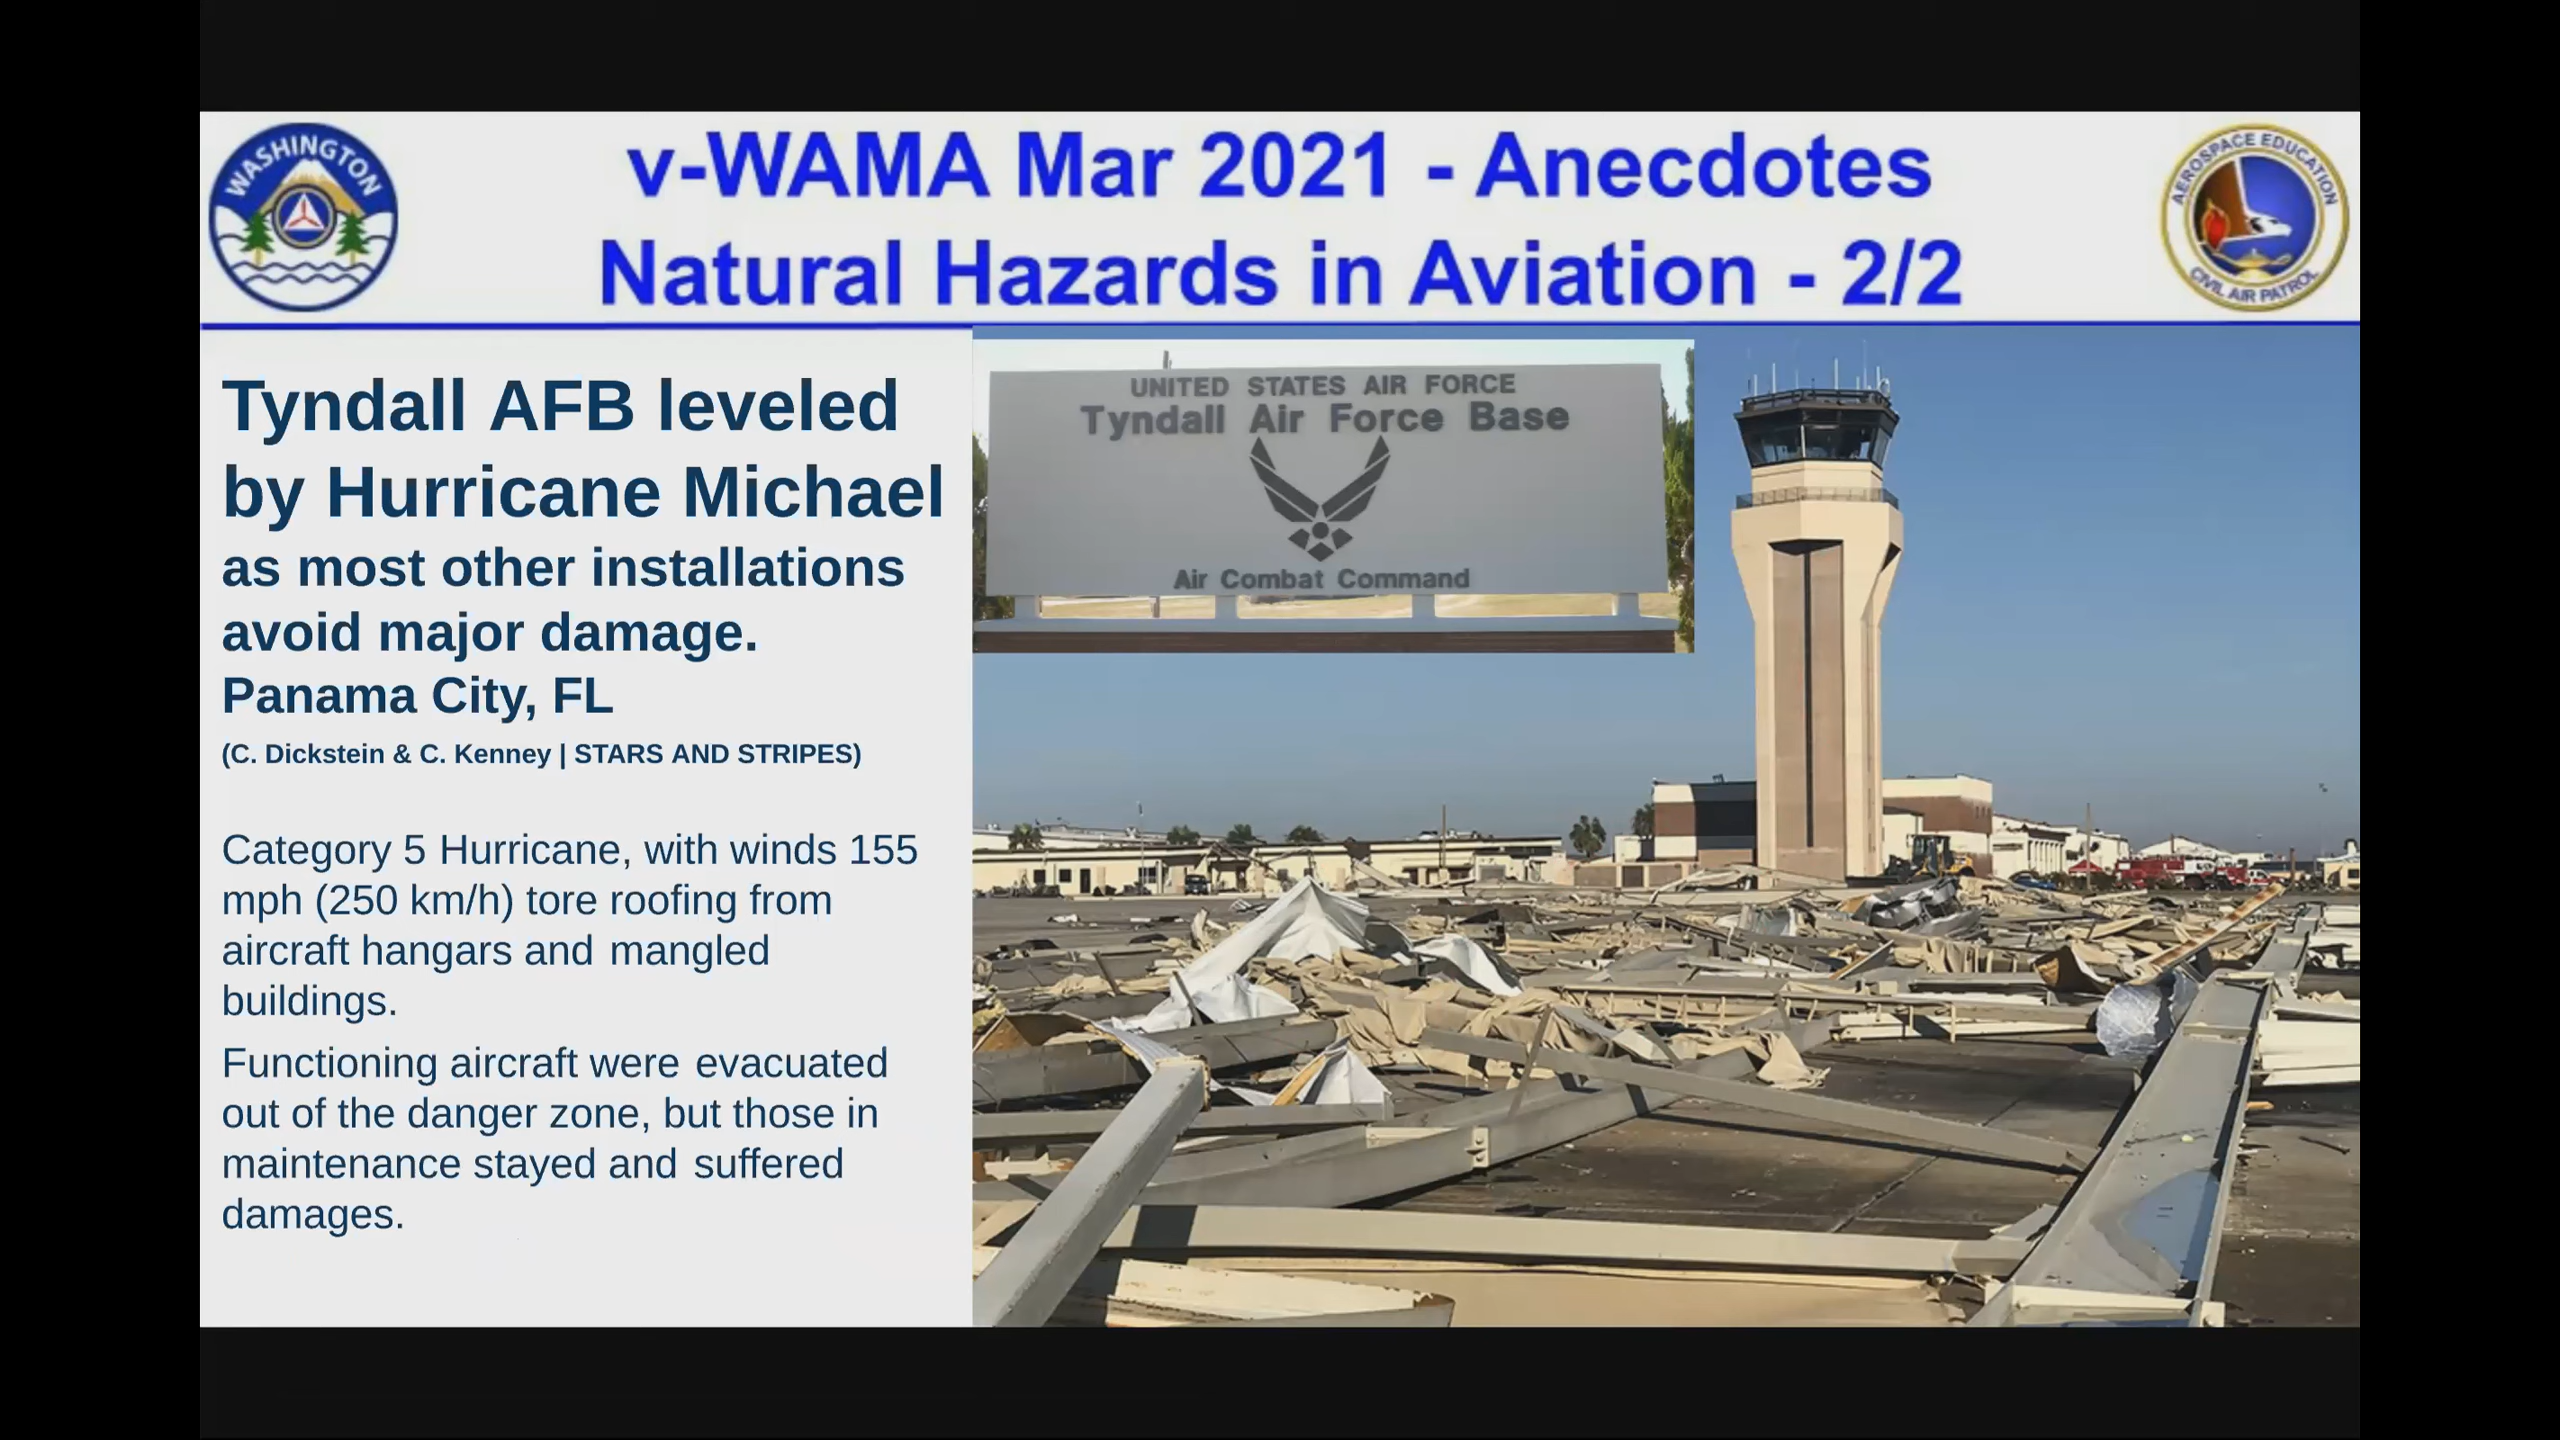 WASHINGTON
v-WAMA Mar 2021 - Anecdotes
Natural Hazards in Aviation - 2/2
AEROSPACE EDUCATION
CIVIL AIR PATROL
Tyndall AFB leveled
by Hurricane Michael
as most other installations
avoid major damage.
Panama City, FL
(C. Dickstein & C. Kenney | STARS AND STRIPES)
Category 5 Hurricane, with winds 155
mph (250 km/h) tore roofing from
aircraft hangars and mangled
buildings.
Functioning aircraft were evacuated
out of the danger zone, but those in
maintenance stayed and suffered
damages.
UNITED STATES AIR FORCE
Tyndall Air Force Base
Air Combat Command